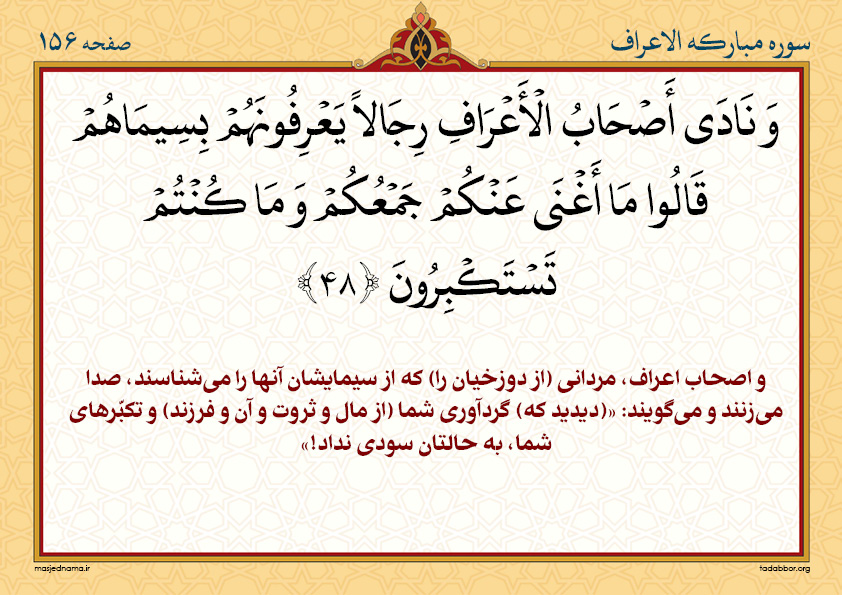 سوره مبارکه الاعراف
صفحه ۱۵۶
وَ نَادَى أَصْحَابُ الْأَعْرَافِ رِجَالاً يَعْرِفُونَهُمْ بِسِيمَاهُمْ
قَالُوا مَا أَغْنَى عَنْكُمْ جَمْعُكُمْ وَ مَا كُنْتُمْ
تَسْتَكْبِرُونَ ﴿۴۸﴾
و اصحاب اعراف، مردانی (از دوزخیان را) که از سیمایشان آنها را می‌شناسند، صدا
می‌زنند و می‌گویند: «(دیدید که) گردآوری شما (از مال و ثروت و آن و فرزند) و تکبّرهای
شما، به حالتان سودی نداد!»
masjednama.ir
tadabbor.org